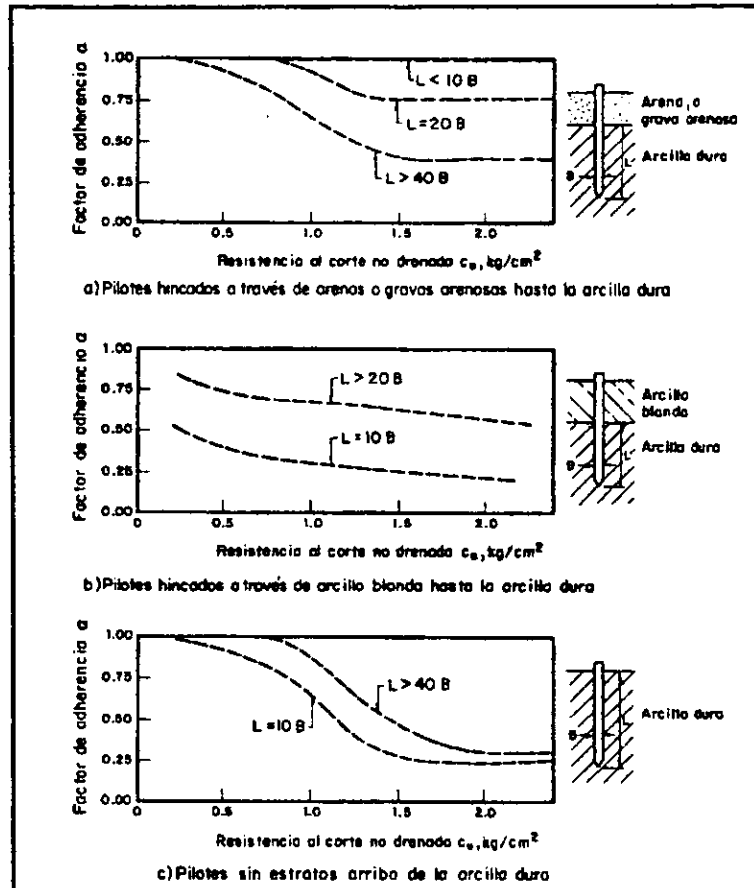 1.00
0.75
0.50
0.25
0.00
Factor de adherencia a
L < 10 B
L = 20 B
L > 40 B
0
0.5
1.0
1.5
2.0
Resistencia al corte no drenada cᵤ, kg/cm²
Arena, o
grava arenosa
Arcilla dura
B
L
a) Pilotes hincados a través de arenas o gravas arenosas hasta la arcilla dura
1.00
0.75
0.50
0.25
0.00
Factor de adherencia a
L > 20 B
L = 10 B
0
0.5
1.0
1.5
2.0
Resistencia al corte no drenada cᵤ, kg/cm²
Arcilla
blanda
Arcilla dura
B
L
b) Pilotes hincados a través de arcilla blanda hasta la arcilla dura
1.00
0.75
0.50
0.25
0.00
Factor de adherencia a
L > 40 B
L = 10 B
0
0.5
1.0
1.5
2.0
Resistencia al corte no drenada cᵤ, kg/cm²
Arcilla dura
B
L
c) Pilotes sin estratos arriba de la arcilla dura